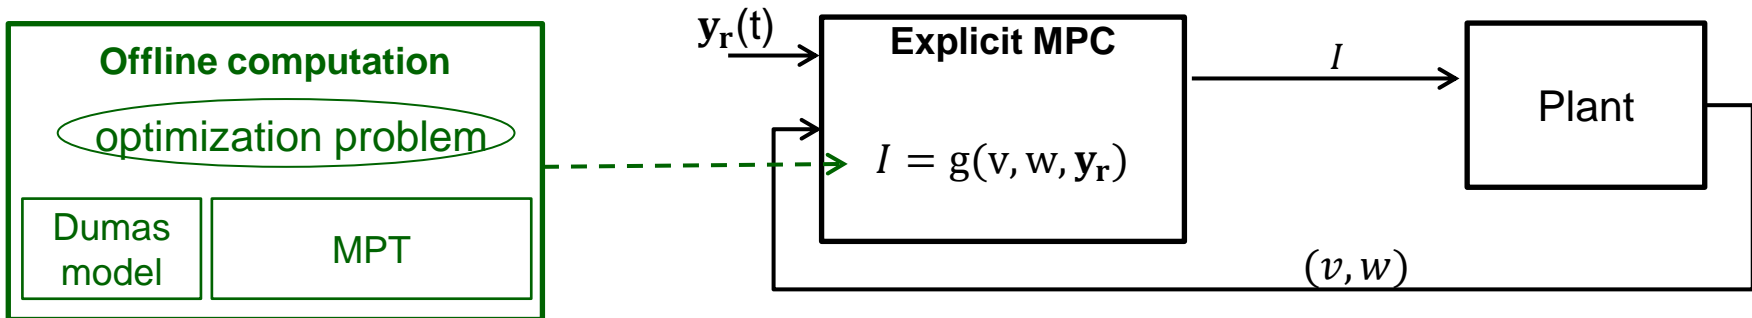 Offline computation
optimization problem
Dumas
model
MPT
𝐲𝐫(t)
Explicit MPC
I = g(v, w, 𝐲𝐫)
I
Plant
(v, w)